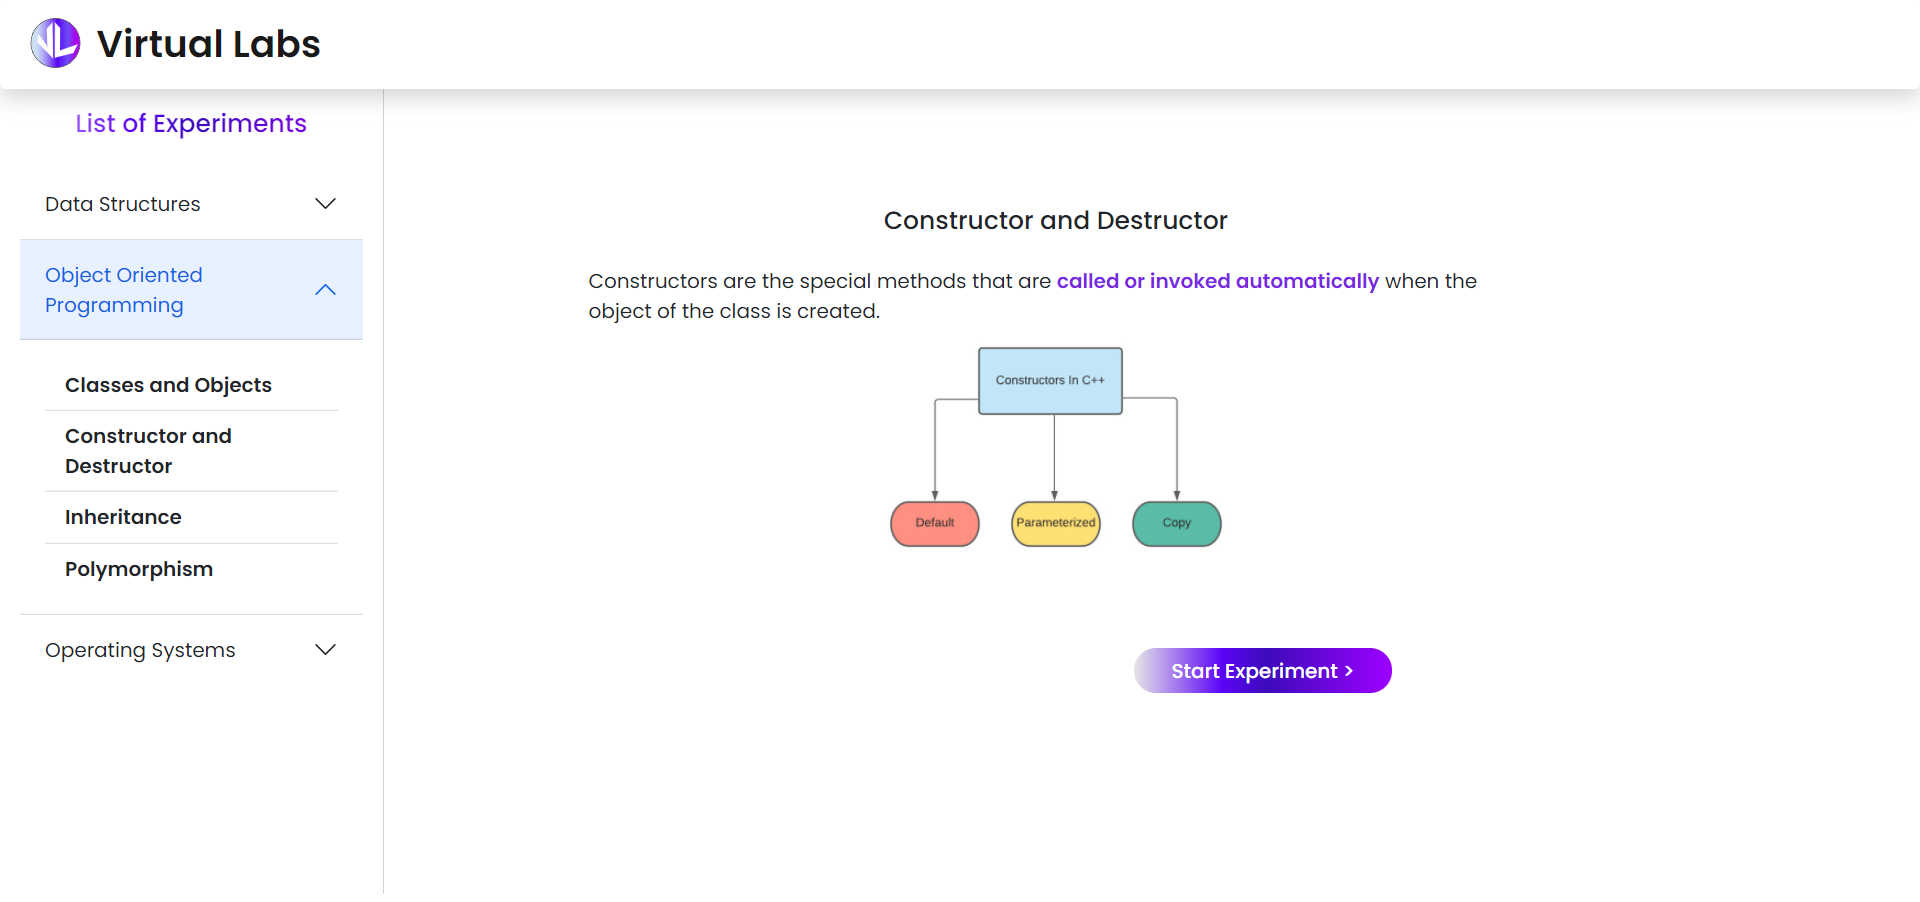 Virtual Labs
List of Experiments
Data Structures
Object Oriented
Programming
Classes and Objects
Constructor and
Destructor
Inheritance
Polymorphism
Operating Systems
Constructor and Destructor
Constructors are the special methods that are called or invoked automatically when the
object of the class is created.
Constructors In C++
Default
Parameterized
Copy
Start Experiment >